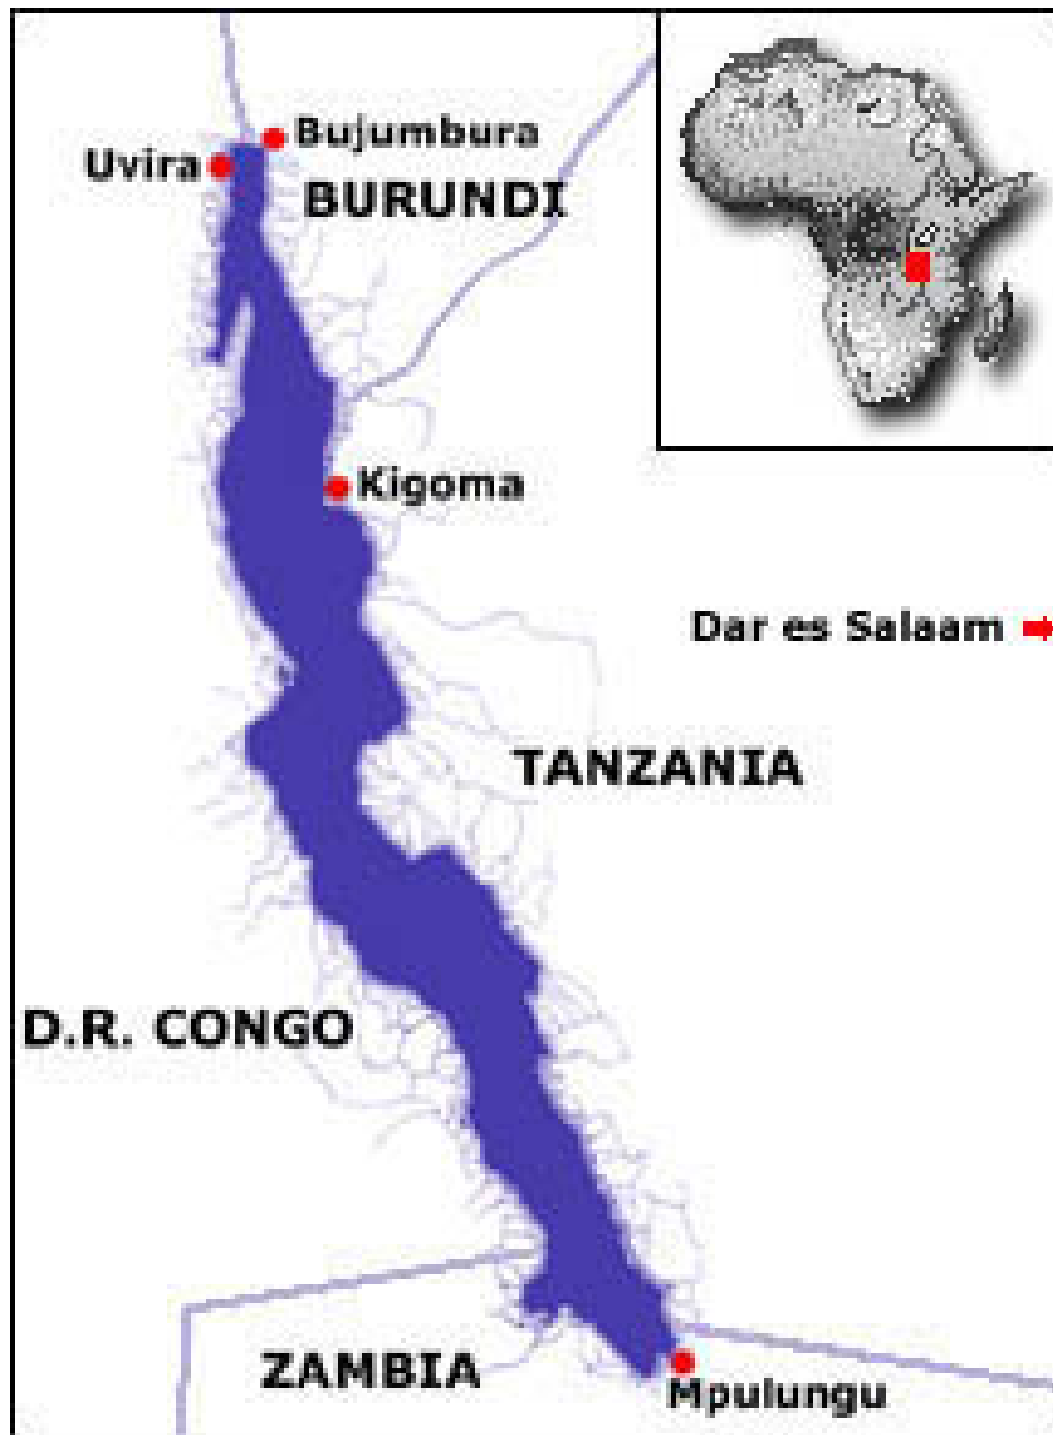 Bujumbura
Uvira
BURUNDI
Kigoma
Dar es Salaam
TANZANIA
D.R. CONGO
ZAMBIA
Mpulungu